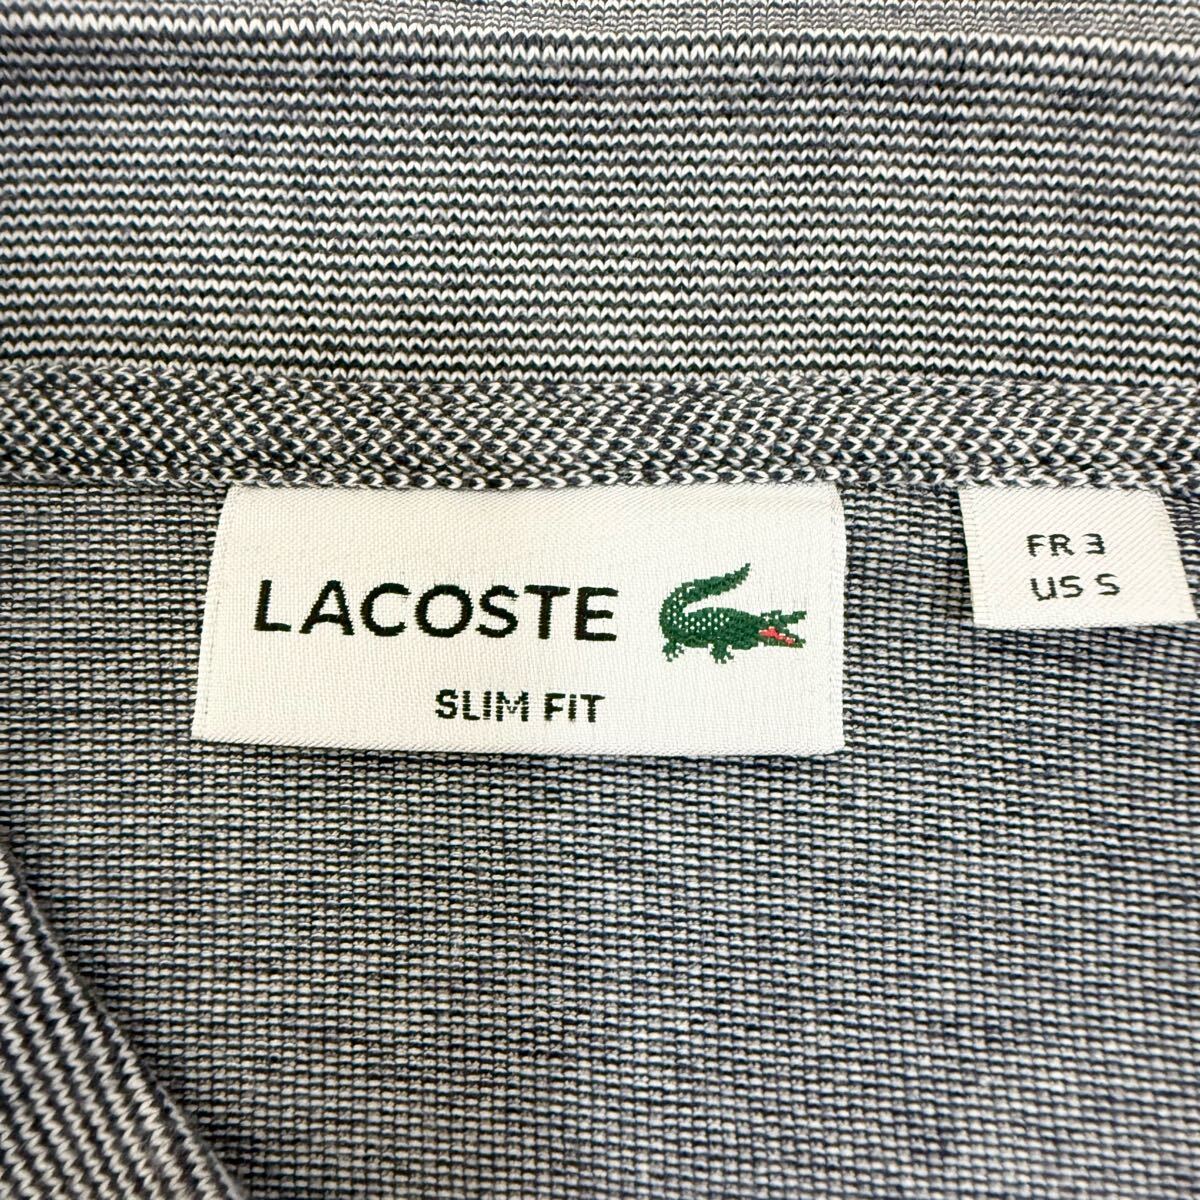 LACOSTE
SLIM FIT
FR 3
US S